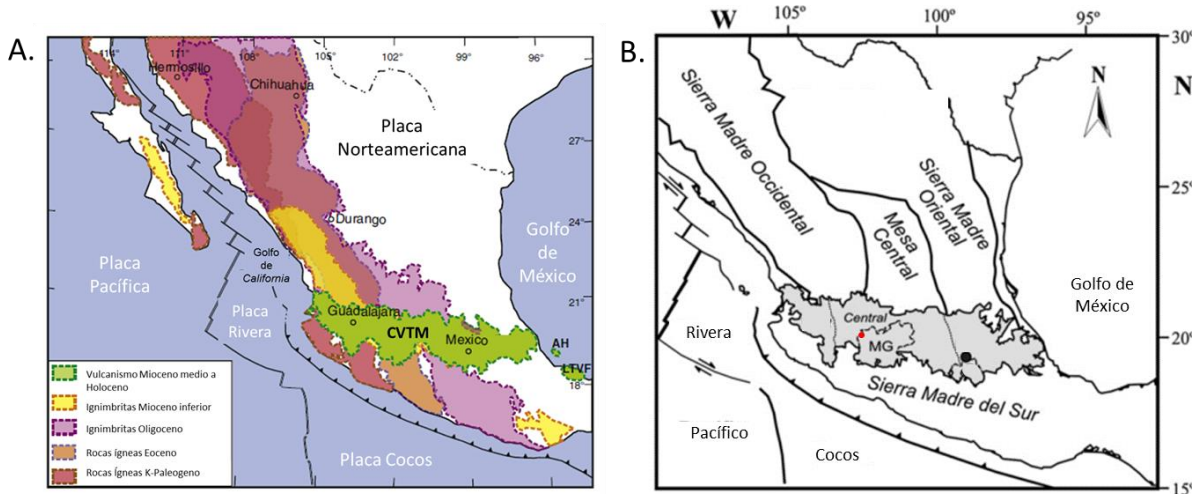 A.
114°
111°
108°
105°
102°
99°
96°
Hermosillo
Chihuahua
Placa
Norteamericana
27°
Durango
24°
Golfo
de
México
Golfo
de
California
Placa
Pacífica
21°
Placa
Rivera
Guadalajara
CVTM
Mexico
AH
LTVF
18°
Placa Cocos
Vulcanismo Mioceno medio a
Holoceno
Ignimbritas Mioceno inferior
Ignimbritas Oligoceno
Rocas ígneas Eoceno
Rocas Ígneas K-Paleogeno
B.
W
105°
100°
95°
30°
N
N
Sierra Madre Occidental
Mesa
Central
Sierra Madre
Oriental
25°
Golfo de
México
Rivera
Central
MG
20°
Sierra Madre del Sur
Pacífico
Cocos
15°